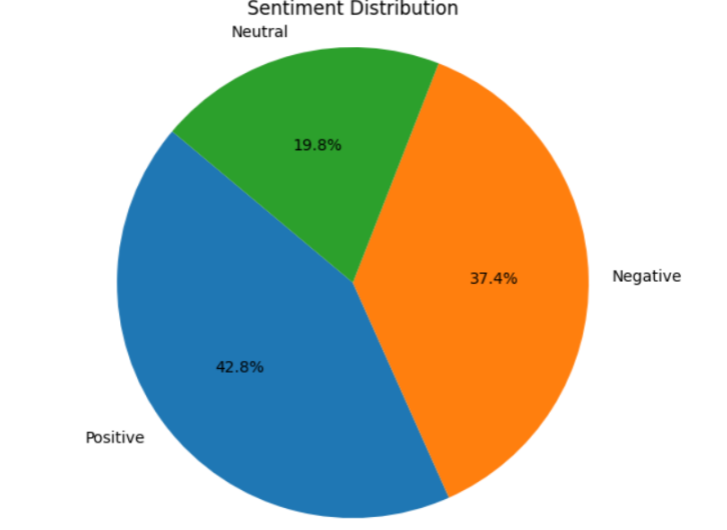 Sentiment Distribution
Neutral
19.8%
37.4%
Negative
42.8%
Positive